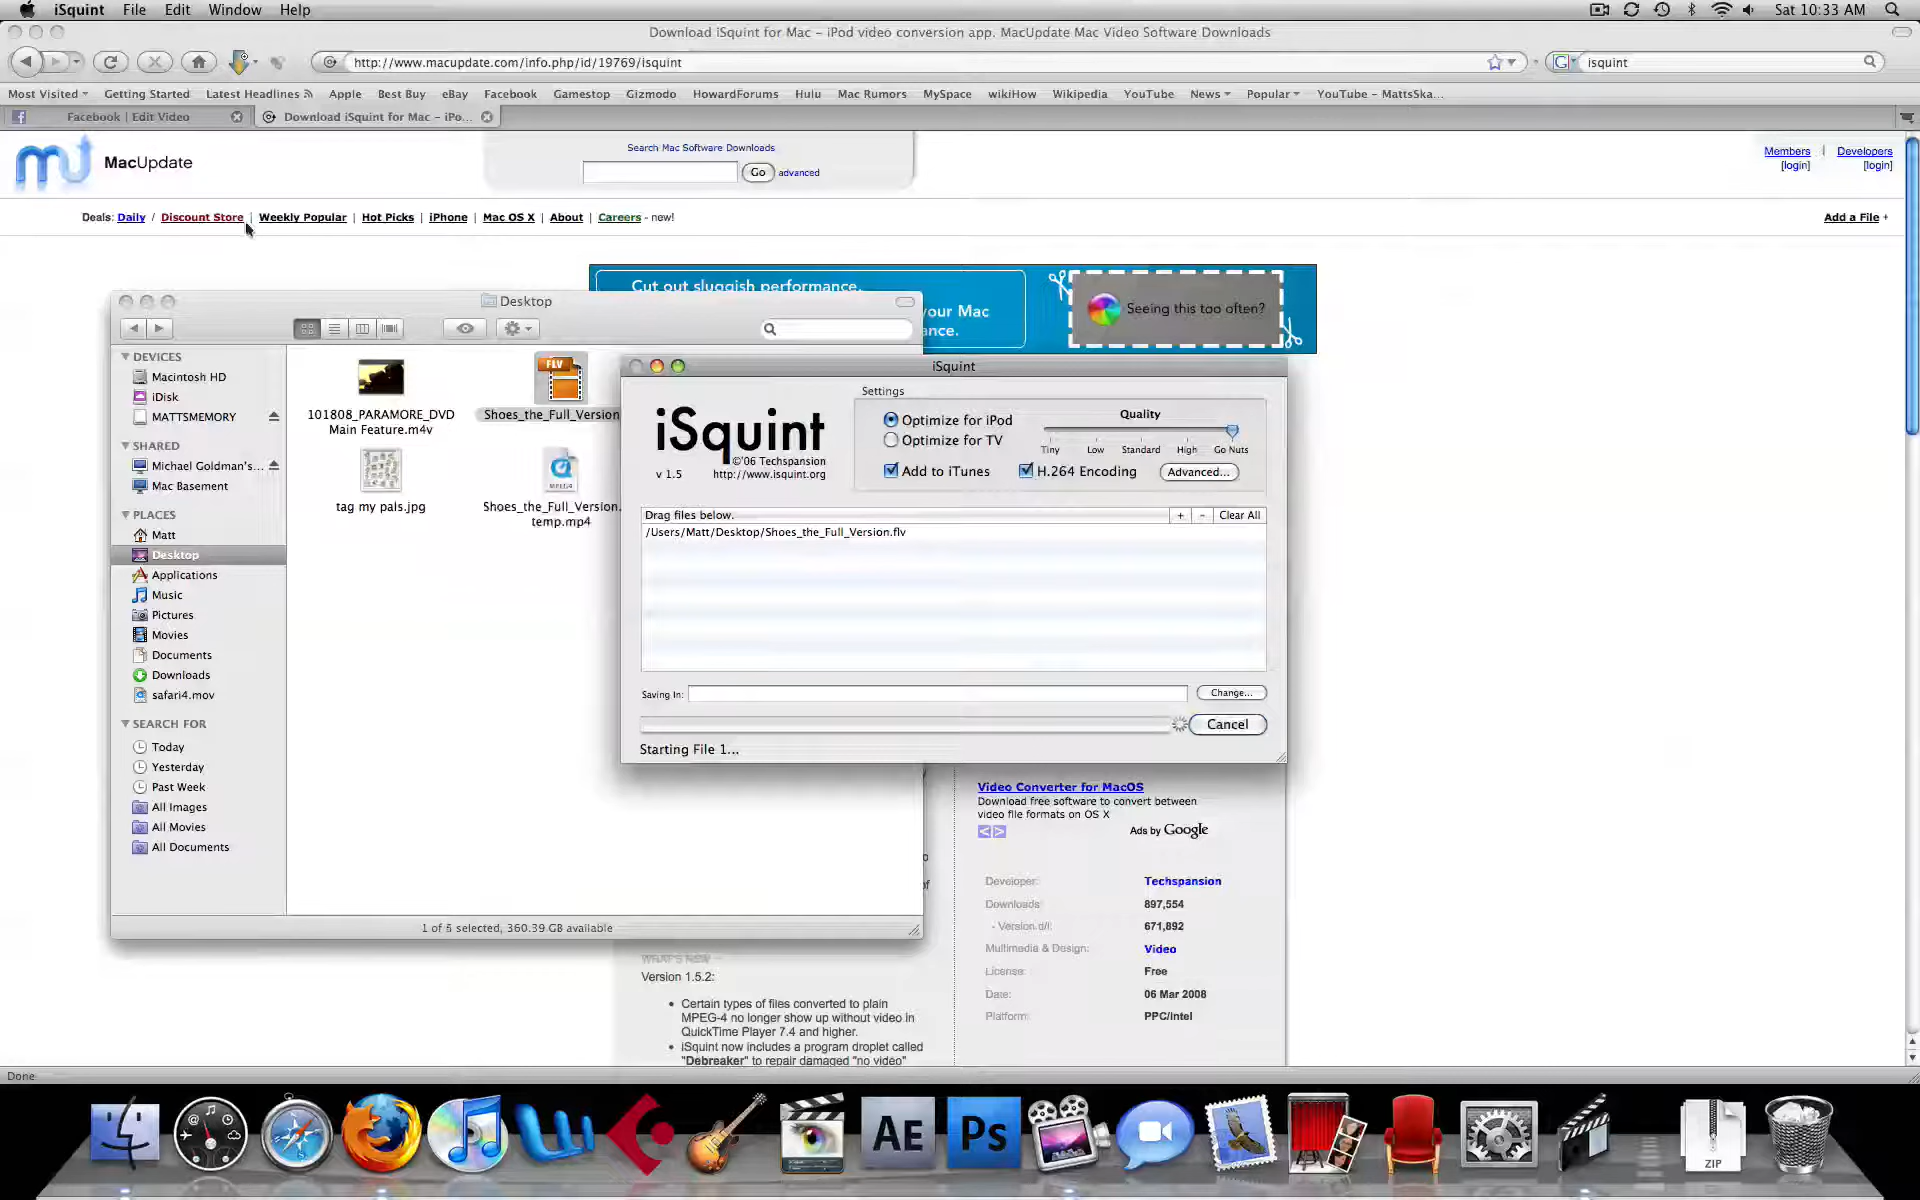 iSquint File Edit Window Help Sat 10:33 AM
Download iSquint for Mac – iPod video conversion app. MacUpdate Mac Video Software Downloads
http://www.macupdate.com/info.php/id/19769/isquint isquint
Most Visited Getting Started Latest Headlines Apple Best Buy eBay Facebook Gamestop Gizmodo HowardForums Hulu Mac Rumors MySpace wikiHow Wikipedia YouTube News Popular YouTube – MattsSka...
Facebook | Edit Video Download iSquint for Mac – iPo...
MacUpdate
Search Mac Software Downloads
Go advanced
Members | Developers
[login] [login]
Deals: Daily / Discount Store | Weekly Popular | Hot Picks | iPhone | Mac OS X | About | Careers - new! Add a File +
Cut out sluggish performance.
your Mac
ance.
Seeing this too often?
Desktop
DEVICES
Macintosh HD
iDisk
MATTSMEMORY
SHARED
Michael Goldman's...
Mac Basement
PLACES
Matt
Desktop
Applications
Music
Pictures
Movies
Documents
Downloads
safari4.mov
SEARCH FOR
Today
Yesterday
Past Week
All Images
All Movies
All Documents
101808_PARAMORE_DVD
Main Feature.m4v
FLV
Shoes_the_Full_Version
tag my pals.jpg
MPEG4
Shoes_the_Full_Version.
temp.mp4
1 of 5 selected, 360.39 GB available
iSquint
iSquint
©'06 Techspansion
v 1.5 http://www.isquint.org
Settings
Optimize for iPod
Optimize for TV
Quality
Tiny Low Standard High Go Nuts
Add to iTunes H.264 Encoding Advanced...
Drag files below. + - Clear All
/Users/Matt/Desktop/Shoes_the_Full_Version.flv
Saving In: Change...
Cancel
Starting File 1...
Video Converter for MacOS
Download free software to convert between
video file formats on OS X
Ads by Google
Developer: Techspansion
Downloads: 897,554
- Version d/l: 671,892
Multimedia & Design: Video
License: Free
Date: 06 Mar 2008
Platform: PPC/Intel
WHAT'S NEW
Version 1.5.2:
• Certain types of files converted to plain
MPEG-4 no longer show up without video in
QuickTime Player 7.4 and higher.
• iSquint now includes a program droplet called
"Debreaker" to repair damaged "no video"
Done
AE Ps
ZIP